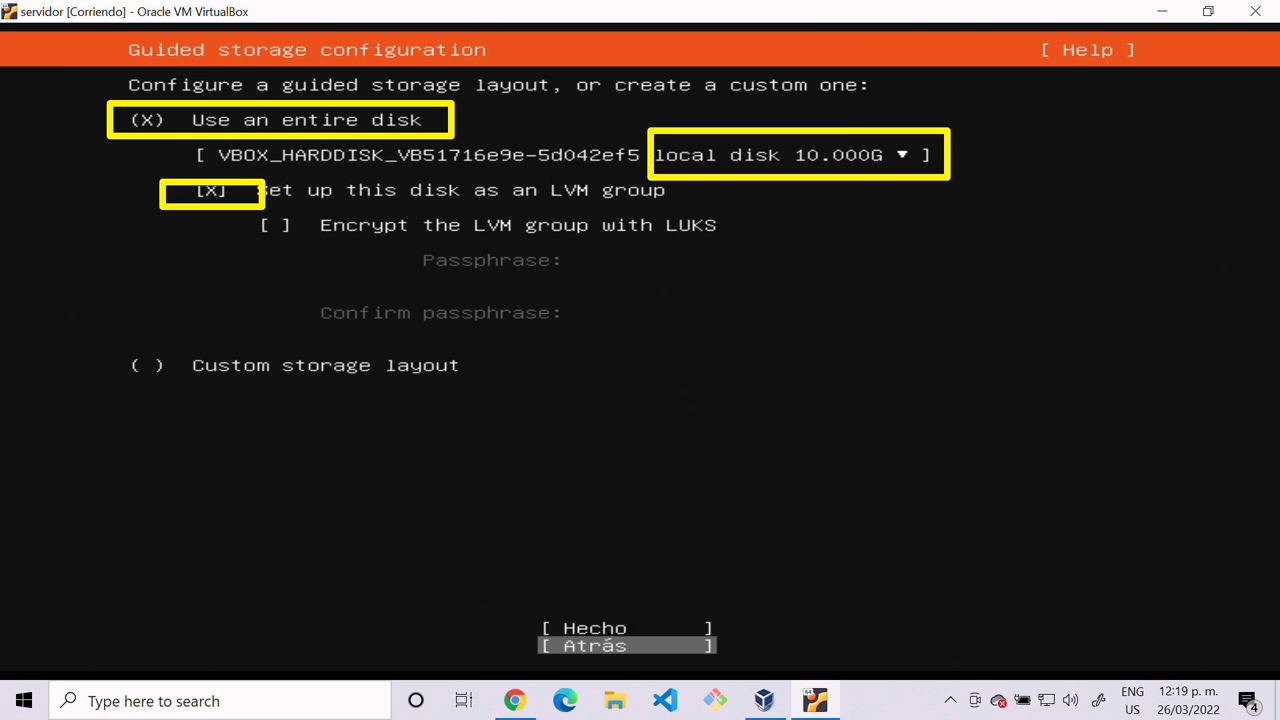 servidor [Corriendo] - Oracle VM VirtualBox
Guided storage configuration [ Help ]
Configure a guided storage layout, or create a custom one:
(X) Use an entire disk
[ VBOX_HARDDISK_VB51716e9e-5d042ef5 local disk 10.000G ▾ ]
[X] Set up this disk as an LVM group
[ ] Encrypt the LVM group with LUKS
Passphrase:
Confirm passphrase:
( ) Custom storage layout
[ Hecho ]
[ Atrás ]
Type here to search
ENG
US
12:19 p. m.
26/03/2022
4
64